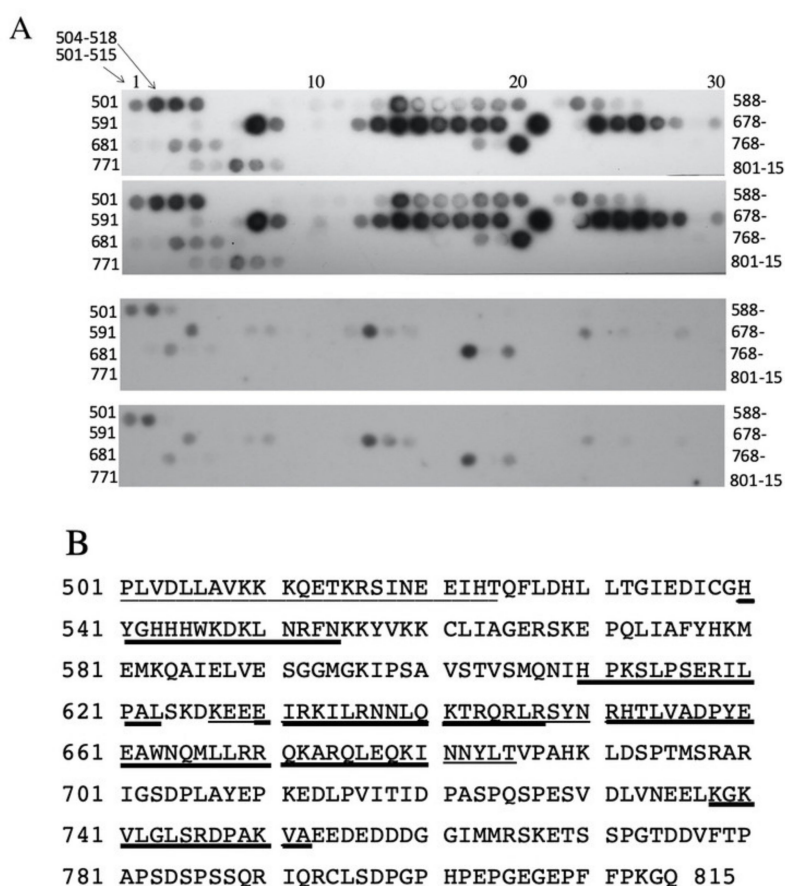 A
504-518
501-515
1 10 20 30
501 588-
591 678-
681 768-
771 801-15
501 588-
591 678-
681 768-
771 801-15
501 588-
591 678-
681 768-
771 801-15
501 588-
591 678-
681 768-
771 801-15
B
501 PLVDLLAVKK KQETKRSINEE EIHTQFLDHL LTGIEDICGH
541 YGHHHWKDKL NRFNKKYVKK CLIAGERSKE PQLIAFYHKM
581 EMKQAIELVE SGGMGKIPSA VSTVSMQNIH PKSLPSERIL
621 PALSKDKEEE IRKILRNNLQ KTRQRLRSYN RHTLVADPYE
661 EAWNQMLLRR QKARQLEQKI NNYLTVPAHK LDSPTMSRAR
701 IGSDPLAYEP KEDLPVITID PASPQSPESV DLVNEELKGK
741 VLGLSRDPAK VAEEDEDDDG GIMMRSKETS SPGTDDVFTP
781 APSDSPSSQR IQRCLSDPGP HPEPGEGEPF FPKGQ 815